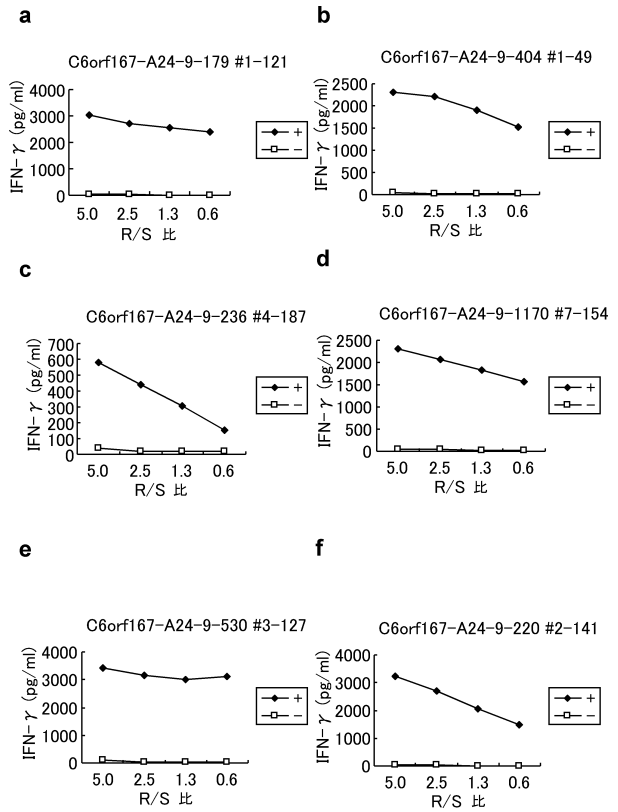 a
C6orf167-A24-9-179 #1-121
IFN-γ (pg/ml)
4000
3000
2000
1000
0
5.0 2.5 1.3 0.6
R/S 比
+
−
b
C6orf167-A24-9-404 #1-49
IFN-γ (pg/ml)
2500
2000
1500
1000
500
0
5.0 2.5 1.3 0.6
R/S 比
+
−
c
C6orf167-A24-9-236 #4-187
IFN-γ (pg/ml)
700
600
500
400
300
200
100
0
5.0 2.5 1.3 0.6
R/S 比
+
−
d
C6orf167-A24-9-1170 #7-154
IFN-γ (pg/ml)
2500
2000
1500
1000
500
0
5.0 2.5 1.3 0.6
R/S 比
+
−
e
C6orf167-A24-9-530 #3-127
IFN-γ (pg/ml)
4000
3000
2000
1000
0
5.0 2.5 1.3 0.6
R/S 比
+
−
f
C6orf167-A24-9-220 #2-141
IFN-γ (pg/ml)
4000
3000
2000
1000
0
5.0 2.5 1.3 0.6
R/S 比
+
−